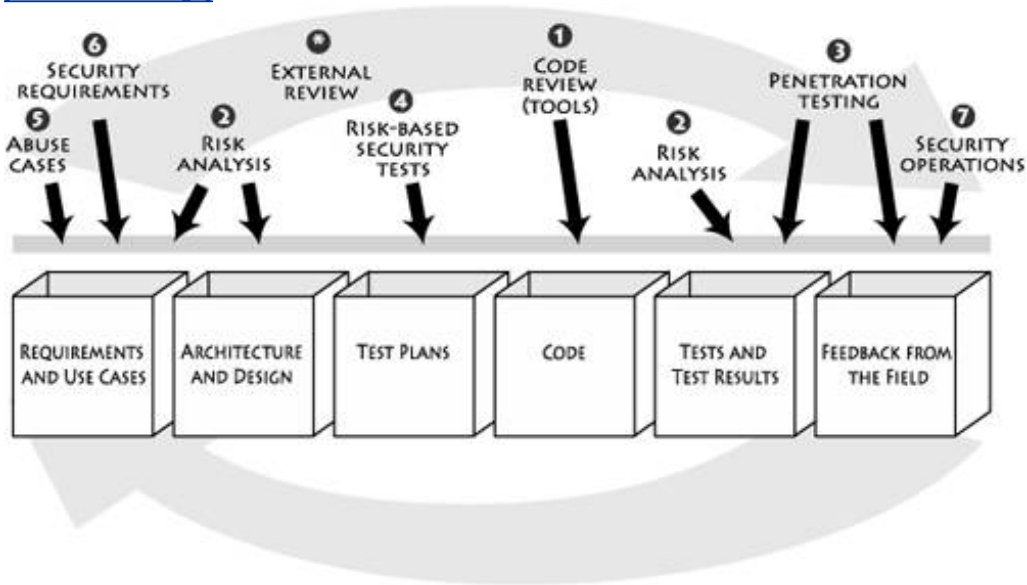 6
SECURITY
REQUIREMENTS
5
ABUSE
CASES
2
RISK
ANALYSIS
*
EXTERNAL
REVIEW
4
RISK-BASED
SECURITY
TESTS
1
CODE
REVIEW
(TOOLS)
2
RISK
ANALYSIS
3
PENETRATION
TESTING
7
SECURITY
OPERATIONS
REQUIREMENTS
AND USE CASES
ARCHITECTURE
AND DESIGN
TEST PLANS
CODE
TESTS AND
TEST RESULTS
FEEDBACK FROM
THE FIELD